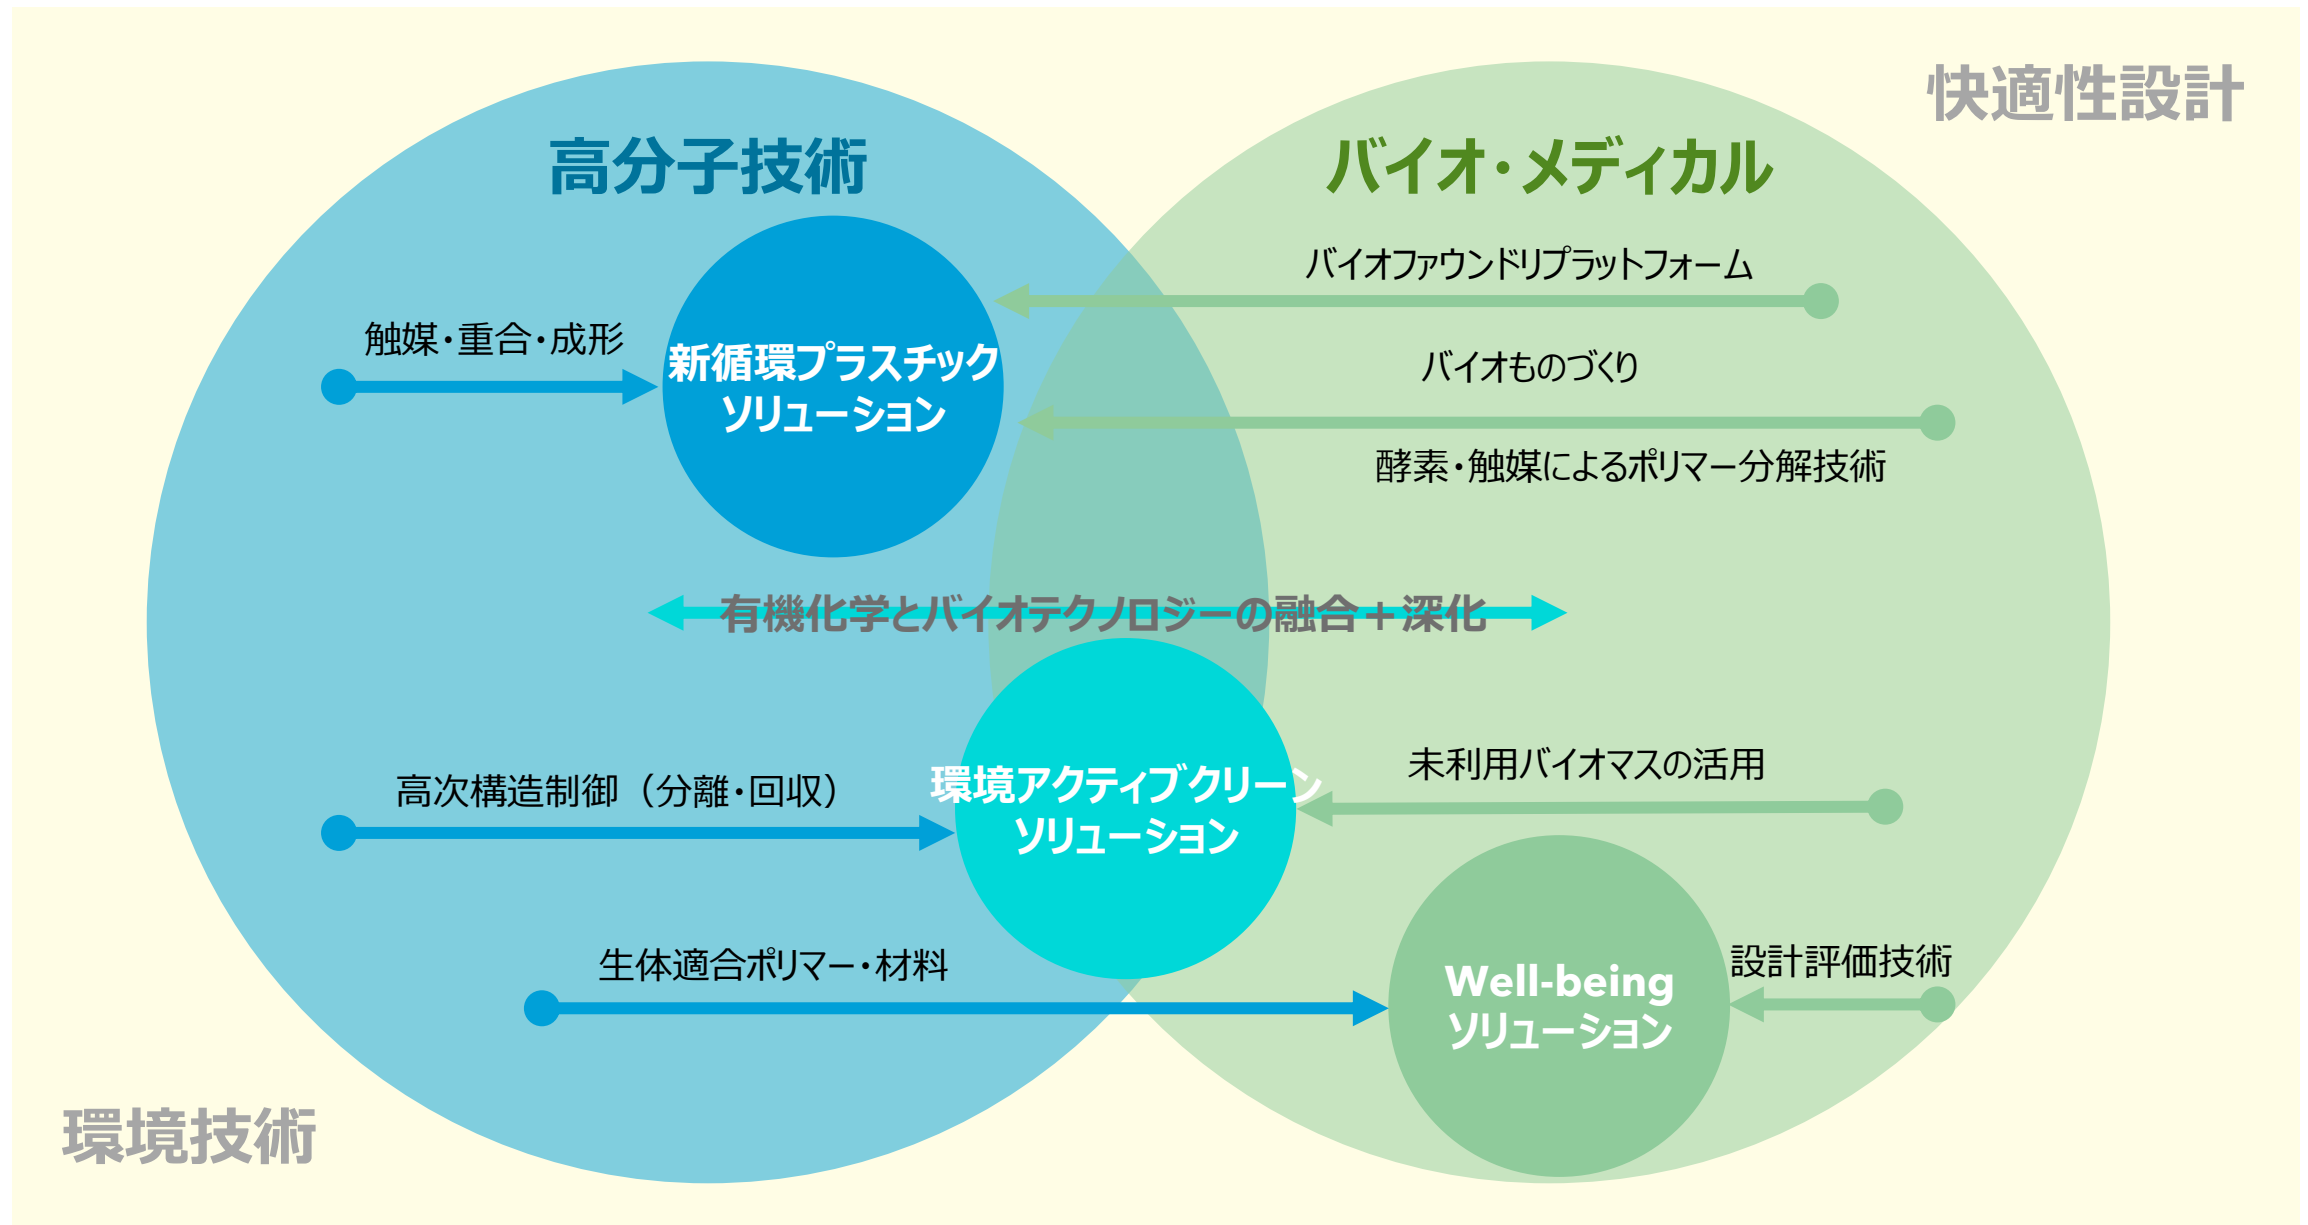 快適性設計
高分子技術
バイオ・メディカル
バイオファウンドリプラットフォーム
触媒・重合・成形
新循環プラスチック
ソリューション
バイオものづくり
酵素・触媒によるポリマー分解技術
有機化学とバイオテクノロジーの融合＋深化
高次構造制御（分離・回収）
環境アクティブクリーン
ソリューション
未利用バイオマスの活用
生体適合ポリマー・材料
Well-being
ソリューション
設計評価技術
環境技術